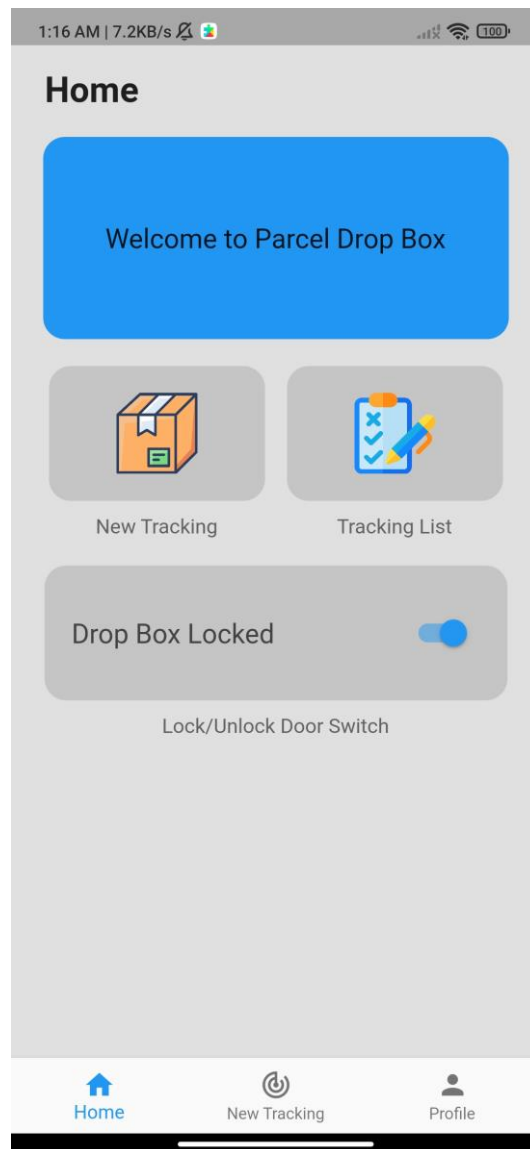 1:16 AM | 7.2KB/s
100
Home
Welcome to Parcel Drop Box
New Tracking
Tracking List
Drop Box Locked
Lock/Unlock Door Switch
Home
New Tracking
Profile